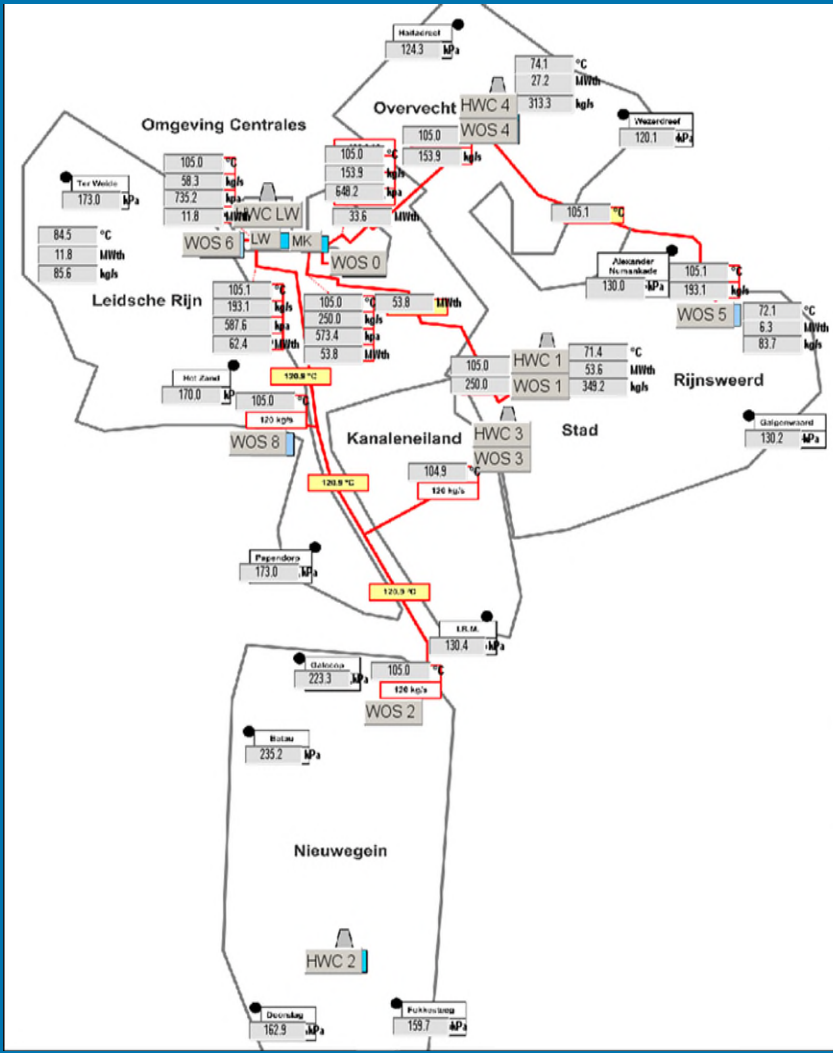 Haifadreef
124.3 kPa
74.1 °C
27.2 MWth
313.3 kg/s
Overvecht
HWC 4
WOS 4
105.0
153.9 kg/s
Wezerdreef
120.1 kPa
Omgeving Centrales
105.0 °C
58.3 kg/s
735.2 kpa
11.8 MWth
105.0 °C
153.9 kg/s
648.2 kpa
33.6 MWth
Ter Weide
173.0 kPa
HWC LW
WOS 6
LW
MK
WOS 0
105.1 °C
84.5 °C
11.8 MWth
85.6 kg/s
Leidsche Rijn
Alexander
Numankade
130.0 kPa
105.1 °C
193.1 kg/s
WOS 5
72.1 °C
6.3 MWth
83.7 kg/s
Rijnsweerd
105.1 °C
193.1 kg/s
587.6 kpa
62.4 MWth
105.0 °C
250.0 kg/s
573.4 kpa
53.8 MWth
53.8 MWth
HWC 1
WOS 1
71.4 °C
53.6 MWth
349.2 kg/s
105.0
250.0
Stad
Het Zand
170.0 kP
120.9 °C
105.0 °C
120 kg/s
WOS 8
Kanaleneiland
HWC 3
WOS 3
104.9 °C
120 kg/s
Galgenwaard
130.2 kPa
120.9 °C
Papendorp
173.0 kPa
120.9 °C
I.R.M.
130.4 kPa
Galecop
223.3 kPa
105.0 °C
120 kg/s
WOS 2
Batau
235.2 kPa
Nieuwegein
HWC 2
Doorslag
162.9 kPa
Fokkesteeg
159.7 kPa